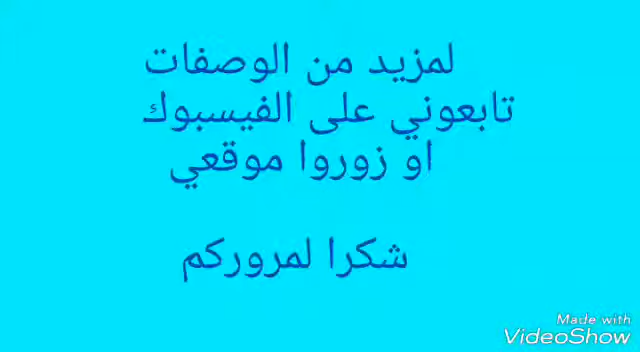 لمزيد من الوصفات
تابعوني على الفيسبوك
او زوروا موقعي
شكرا لمروركم
Made with
VideoShow